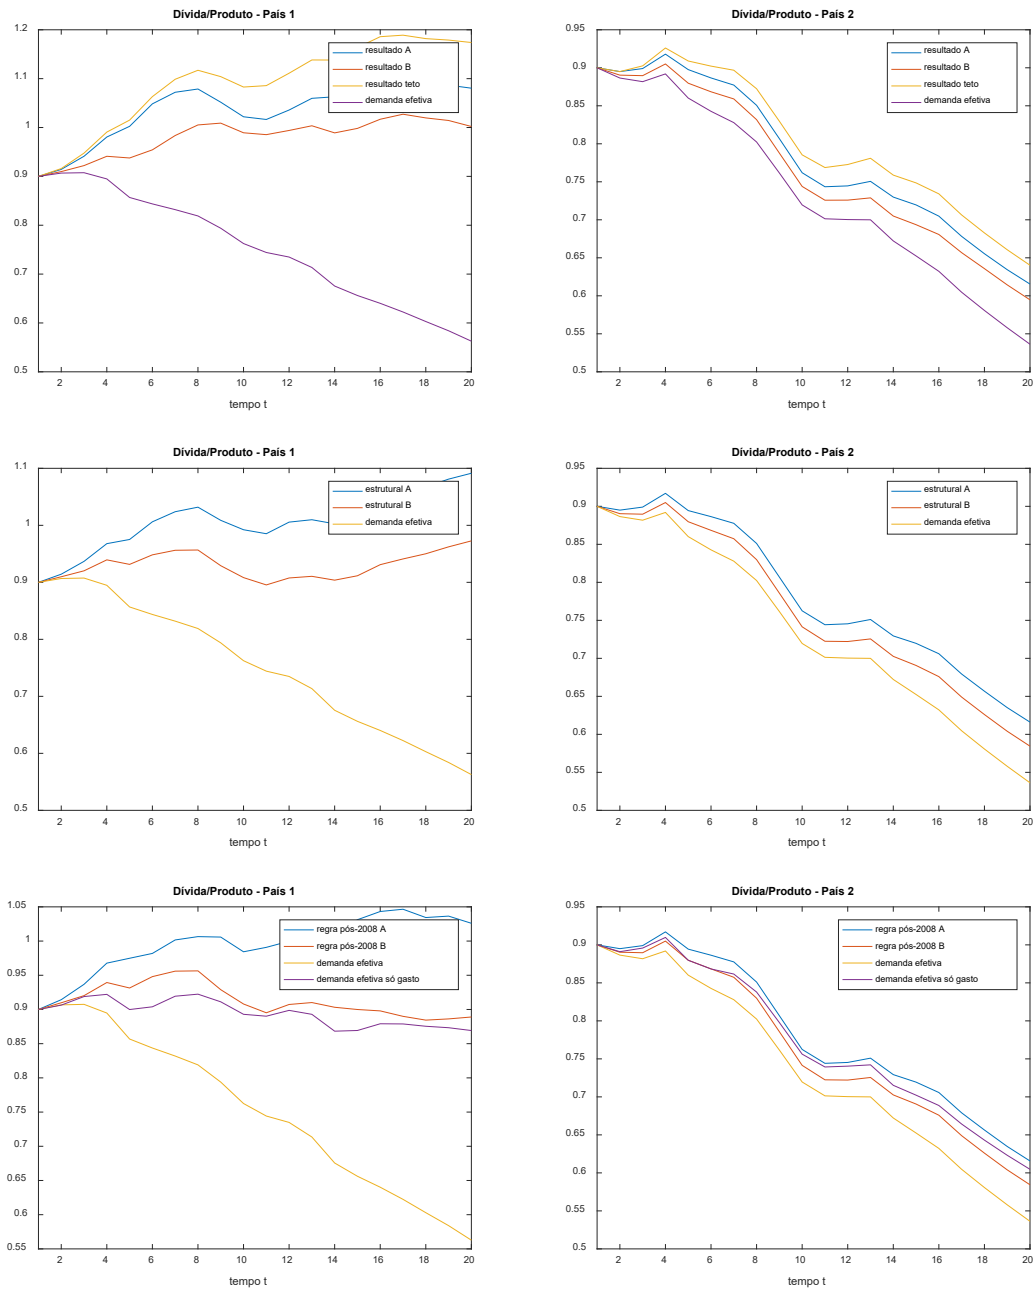 Dívida/Produto - País 1
1.2
1.1
1
0.9
0.8
0.7
0.6
0.5
resultado A
resultado B
resultado teto
demanda efetiva
2 4 6 8 10 12 14 16 18 20
tempo t
Dívida/Produto - País 2
0.95
0.9
0.85
0.8
0.75
0.7
0.65
0.6
0.55
0.5
resultado A
resultado B
resultado teto
demanda efetiva
2 4 6 8 10 12 14 16 18 20
tempo t
Dívida/Produto - País 1
1.1
1
0.9
0.8
0.7
0.6
0.5
estrutural A
estrutural B
demanda efetiva
2 4 6 8 10 12 14 16 18 20
tempo t
Dívida/Produto - País 2
0.95
0.9
0.85
0.8
0.75
0.7
0.65
0.6
0.55
0.5
estrutural A
estrutural B
demanda efetiva
2 4 6 8 10 12 14 16 18 20
tempo t
Dívida/Produto - País 1
1.05
1
0.95
0.9
0.85
0.8
0.75
0.7
0.65
0.6
0.55
regra pós-2008 A
regra pós-2008 B
demanda efetiva
demanda efetiva só gasto
2 4 6 8 10 12 14 16 18 20
tempo t
Dívida/Produto - País 2
0.95
0.9
0.85
0.8
0.75
0.7
0.65
0.6
0.55
0.5
regra pós-2008 A
regra pós-2008 B
demanda efetiva
demanda efetiva só gasto
2 4 6 8 10 12 14 16 18 20
tempo t